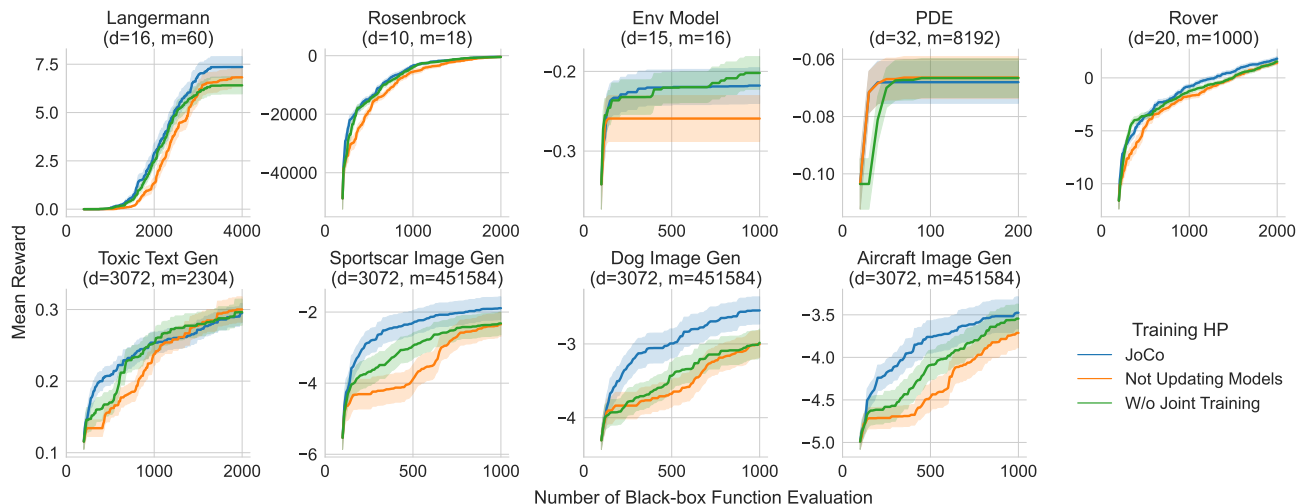 Langermann
(d=16, m=60)
Rosenbrock
(d=10, m=18)
Env Model
(d=15, m=16)
PDE
(d=32, m=8192)
Rover
(d=20, m=1000)
7.5
5.0
2.5
0.0
0
2000
4000
0
−20000
−40000
0
1000
2000
−0.2
−0.3
0
500
1000
−0.06
−0.08
−0.10
0
100
200
0
−5
−10
0
1000
2000
Mean Reward
Toxic Text Gen
(d=3072, m=2304)
Sportscar Image Gen
(d=3072, m=451584)
Dog Image Gen
(d=3072, m=451584)
Aircraft Image Gen
(d=3072, m=451584)
0.3
0.2
0.1
0
1000
2000
−2
−4
−6
0
500
1000
−3
−4
0
500
1000
−3.5
−4.0
−4.5
−5.0
0
500
1000
Training HP
JoCo
Not Updating Models
W/o Joint Training
Number of Black-box Function Evaluation